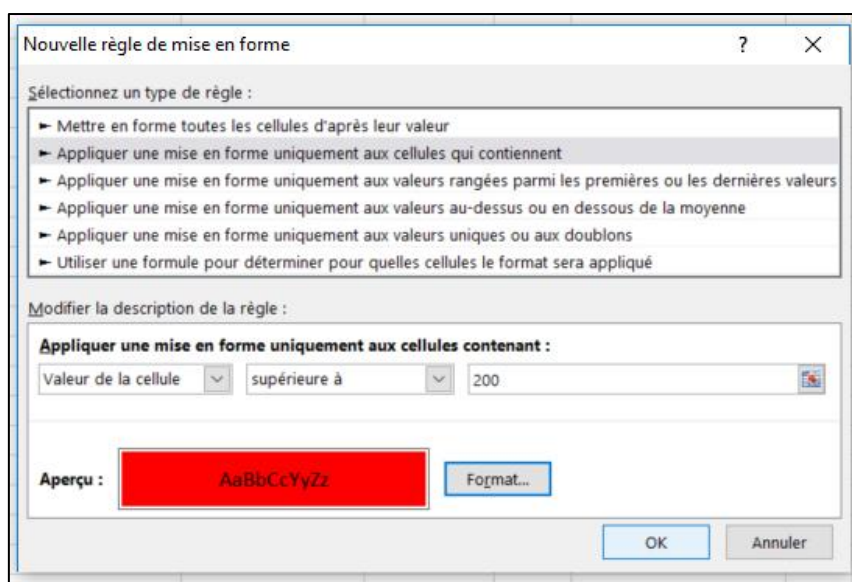 Nouvelle règle de mise en forme ?
Sélectionnez un type de règle :
► Mettre en forme toutes les cellules d'après leur valeur
► Appliquer une mise en forme uniquement aux cellules qui contiennent
► Appliquer une mise en forme uniquement aux valeurs rangées parmi les premières ou les dernières valeurs
► Appliquer une mise en forme uniquement aux valeurs au-dessus ou en dessous de la moyenne
► Appliquer une mise en forme uniquement aux valeurs uniques ou aux doublons
► Utiliser une formule pour déterminer pour quelles cellules le format sera appliqué
Modifier la description de la règle :
Appliquer une mise en forme uniquement aux cellules contenant :
Valeur de la cellule supérieure à 200
Aperçu : AaBbCcYyZz Format...
OK Annuler